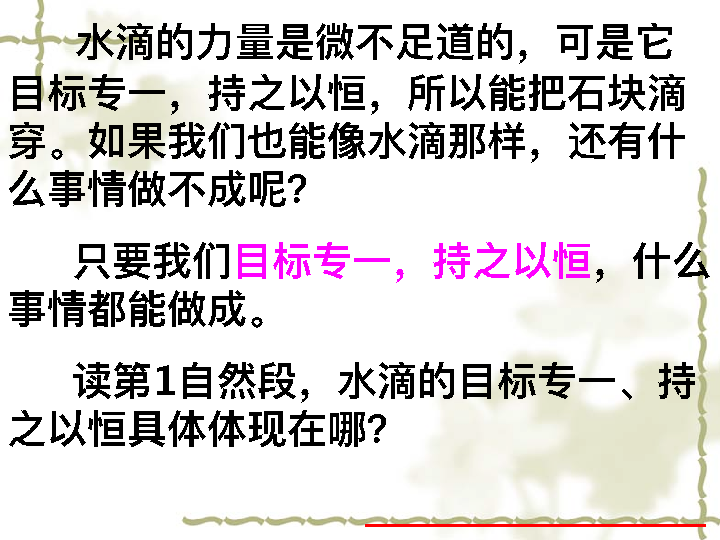 水滴的力量是微不足道的，可是它
目标专一，持之以恒，所以能把石块滴
穿。如果我们也能像水滴那样，还有什
么事情做不成呢?
只要我们目标专一，持之以恒，什么
事情都能做成。
读第1自然段，水滴的目标专一、持
之以恒具体体现在哪?